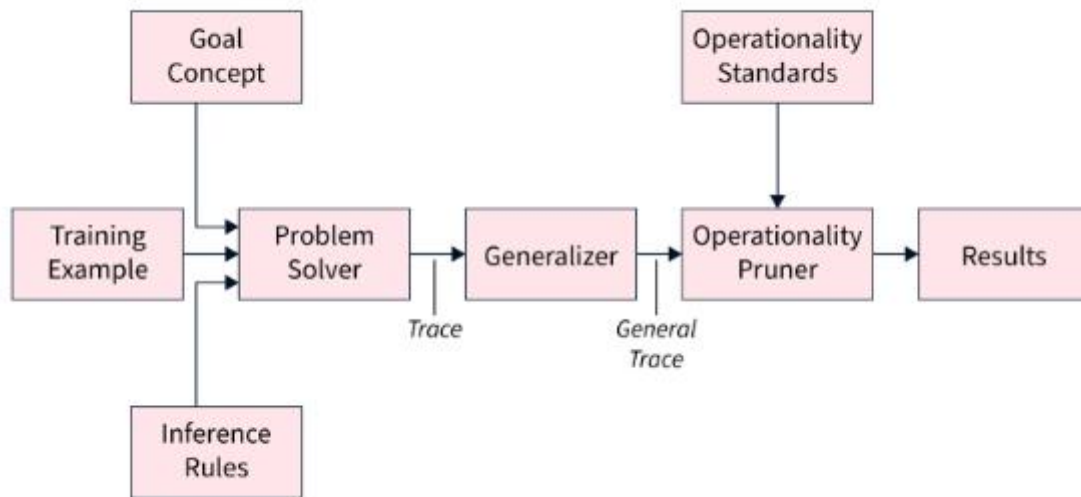 Goal
Concept
Operationality
Standards
Training
Example
Problem
Solver
Generalizer
Operationality
Pruner
Results
Trace
General
Trace
Inference
Rules